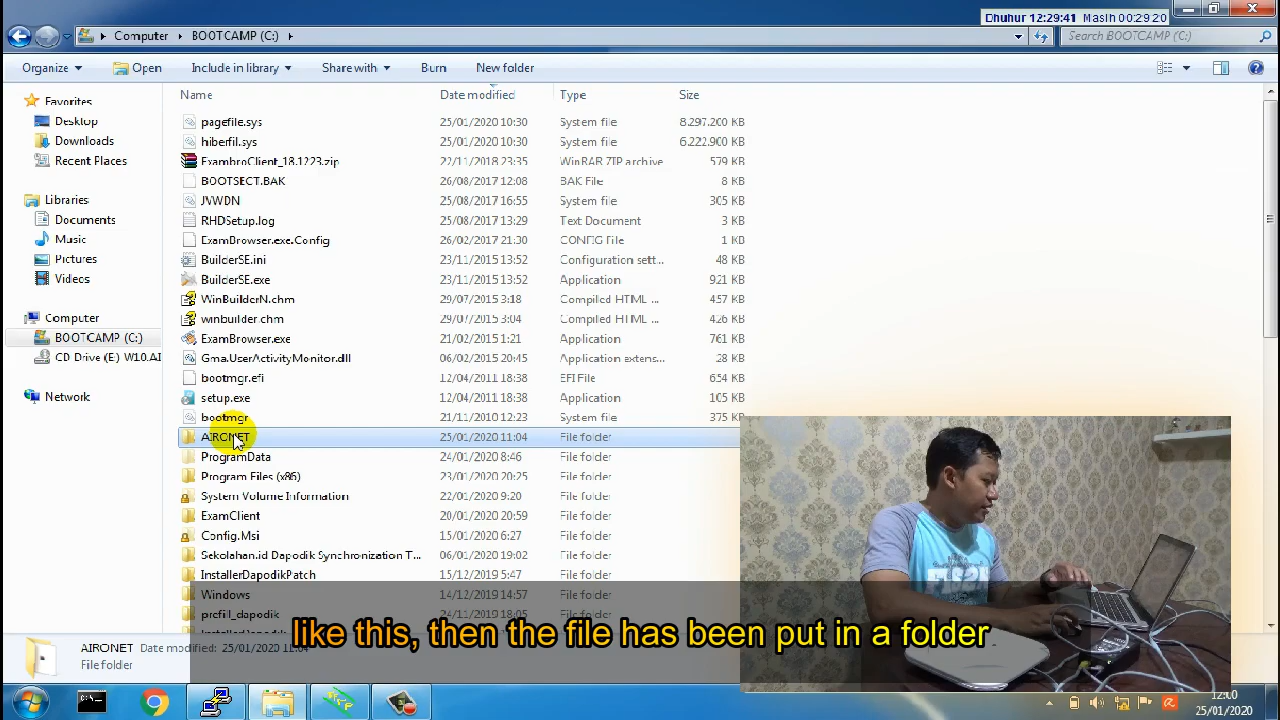 Dhuhur 12:29:41 Masih 00:29:20
Computer BOOTCAMP (C:)
Search BOOTCAMP (C:)
Organize Open Include in library Share with Burn New folder
Name Date modified Type Size
Favorites
Desktop
Downloads
Recent Places
Libraries
Documents
Music
Pictures
Videos
Computer
BOOTCAMP (C:)
CD Drive (E:) W10.AI
Network
pagefile.sys 25/01/2020 10:30 System file 8.297.200 KB
hiberfil.sys 25/01/2020 10:30 System file 6.222.900 KB
ExambroClient_18.1223.zip 22/11/2018 23:35 WinRAR ZIP archive 579 KB
BOOTSECT.BAK 26/08/2017 12:08 BAK File 8 KB
JVWDN 25/08/2017 16:55 System file 305 KB
RHDSetup.log 25/08/2017 13:29 Text Document 3 KB
ExamBrowser.exe.Config 26/02/2017 21:30 CONFIG File 1 KB
BuilderSE.ini 23/11/2015 13:52 Configuration sett... 48 KB
BuilderSE.exe 23/11/2015 13:52 Application 921 KB
WinBuilderN.chm 29/07/2015 3:18 Compiled HTML ... 457 KB
winbuilder.chm 29/07/2015 3:04 Compiled HTML ... 426 KB
ExamBrowser.exe 21/02/2015 1:21 Application 761 KB
Gma.UserActivityMonitor.dll 06/02/2015 20:45 Application extens... 28 KB
bootmgr.efi 12/04/2011 18:38 EFI File 654 KB
setup.exe 12/04/2011 18:38 Application 105 KB
bootmgr 21/11/2010 12:23 System file 375 KB
AIRONET 25/01/2020 11:04 File folder
ProgramData 24/01/2020 8:46 File folder
Program Files (x86) 23/01/2020 20:25 File folder
System Volume Information 22/01/2020 9:20 File folder
ExamClient 20/01/2020 20:59 File folder
Config.Msi 15/01/2020 6:27 File folder
Sekolahan.id Dapodik Synchronization T... 06/01/2020 19:02 File folder
InstallerDapodikPatch 15/12/2019 5:47 File folder
Windows 14/12/2019 14:57 File folder
prefill_dapodik 24/11/2019 18:05 File folder
like this, then the file has been put in a folder
AIRONET Date modified: 25/01/2020 11:04
File folder
12:00
25/01/2020